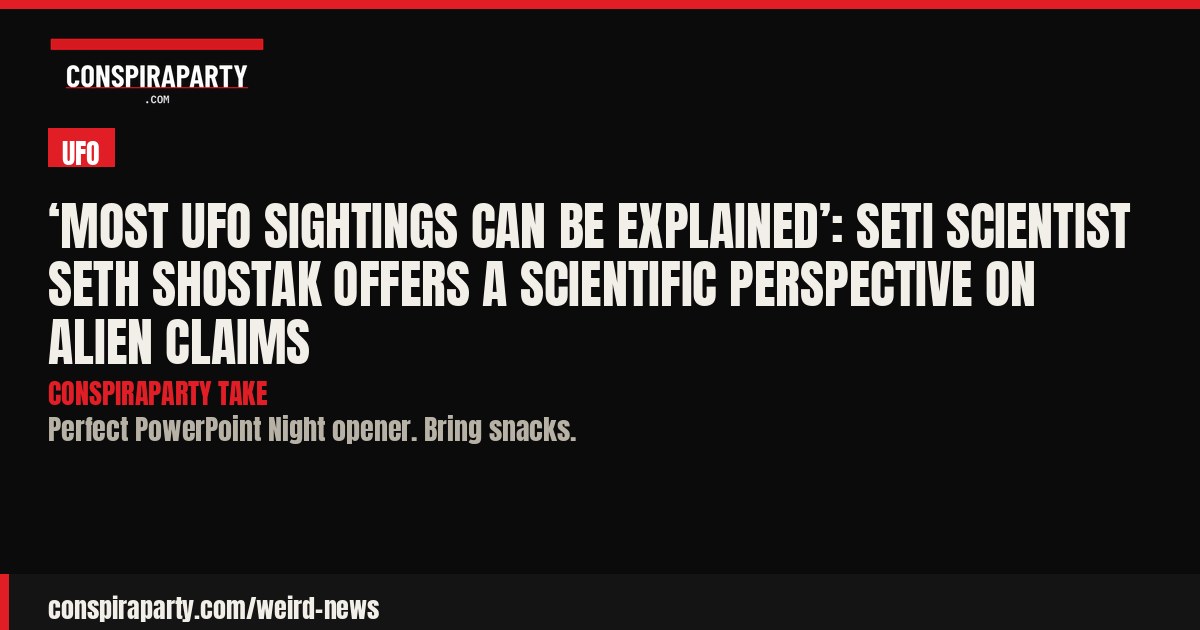 CONSPIRAPARTY
.COM
UFO
‘MOST UFO SIGHTINGS CAN BE EXPLAINED’: SETI SCIENTIST
SETH SHOSTAK OFFERS A SCIENTIFIC PERSPECTIVE ON
ALIEN CLAIMS
CONSPIRAPARTY TAKE
Perfect PowerPoint Night opener. Bring snacks.
conspiraparty.com/weird-news